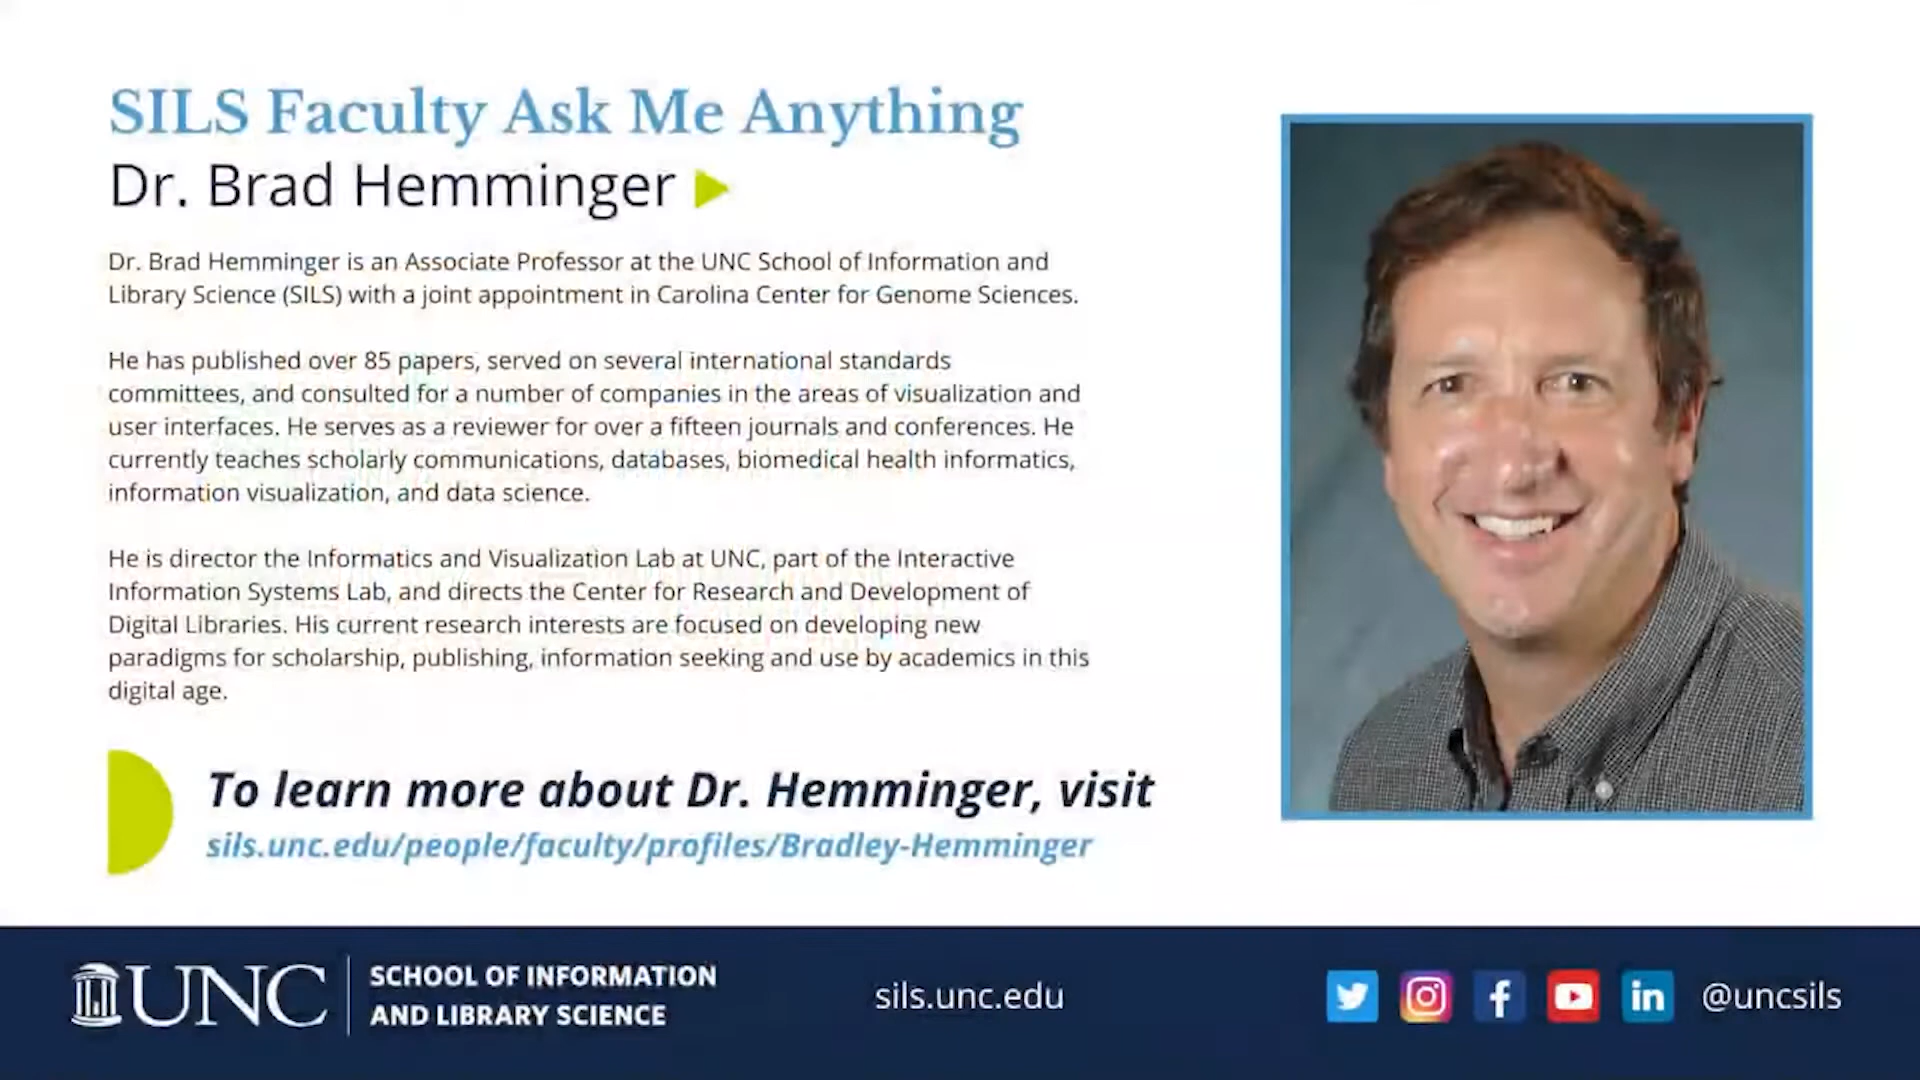 SILS Faculty Ask Me Anything
Dr. Brad Hemminger
Dr. Brad Hemminger is an Associate Professor at the UNC School of Information and
Library Science (SILS) with a joint appointment in Carolina Center for Genome Sciences.
He has published over 85 papers, served on several international standards
committees, and consulted for a number of companies in the areas of visualization and
user interfaces. He serves as a reviewer for over a fifteen journals and conferences. He
currently teaches scholarly communications, databases, biomedical health informatics,
information visualization, and data science.
He is director the Informatics and Visualization Lab at UNC, part of the Interactive
Information Systems Lab, and directs the Center for Research and Development of
Digital Libraries. His current research interests are focused on developing new
paradigms for scholarship, publishing, information seeking and use by academics in this
digital age.
To learn more about Dr. Hemminger, visit
sils.unc.edu/people/faculty/profiles/Bradley-Hemminger
UNC
SCHOOL OF INFORMATION
AND LIBRARY SCIENCE
sils.unc.edu
@uncsils